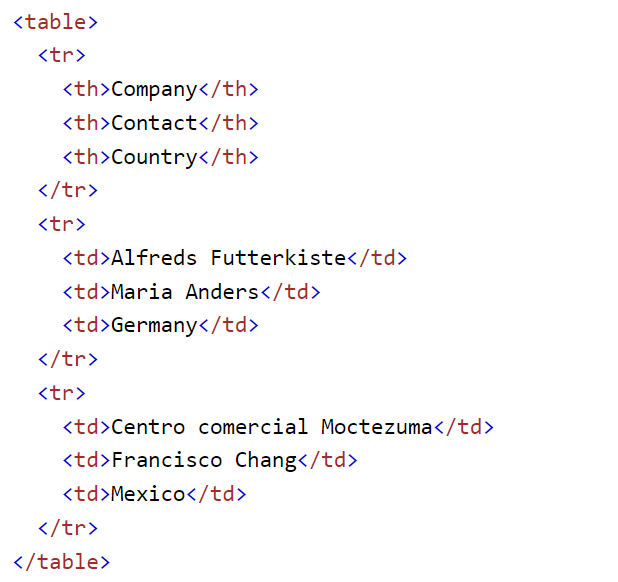 <table>
  <tr>
    <th>Company</th>
    <th>Contact</th>
    <th>Country</th>
  </tr>
  <tr>
    <td>Alfreds Futterkiste</td>
    <td>Maria Anders</td>
    <td>Germany</td>
  </tr>
  <tr>
    <td>Centro comercial Moctezuma</td>
    <td>Francisco Chang</td>
    <td>Mexico</td>
  </tr>
</table>